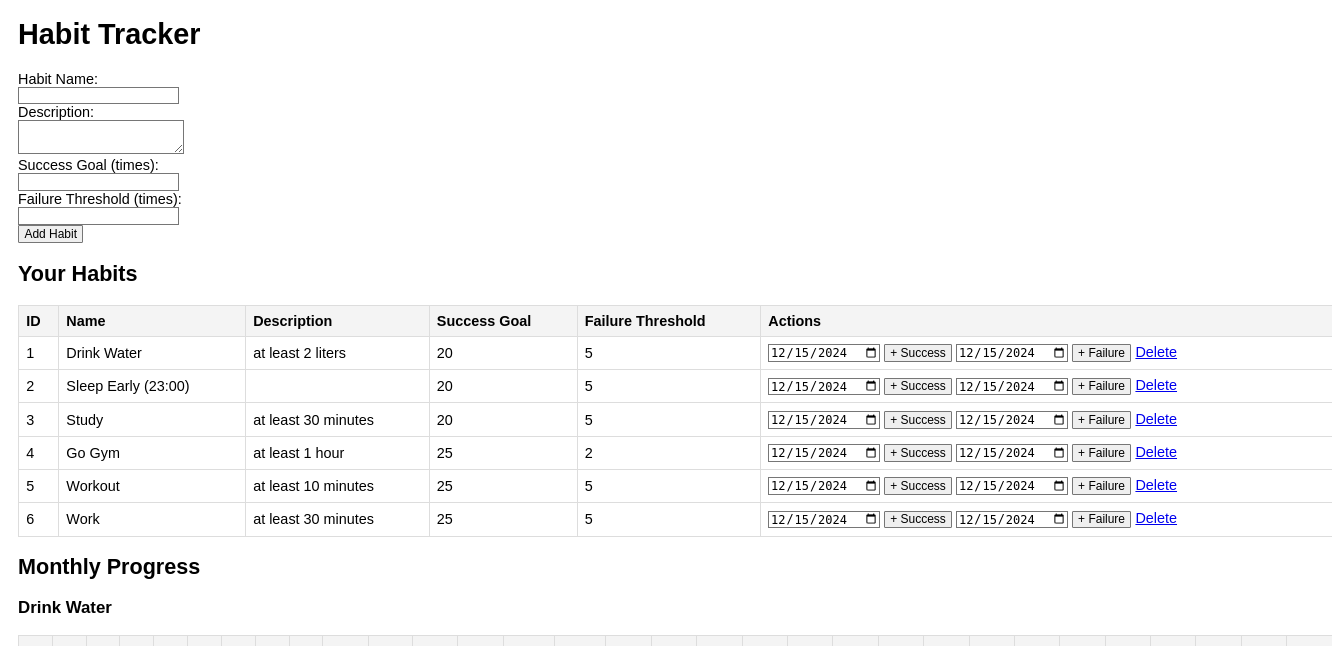 Habit Tracker
Habit Name:
Description:
Success Goal (times):
Failure Threshold (times):
Add Habit
Your Habits
ID Name Description Success Goal Failure Threshold Actions
1 Drink Water at least 2 liters 20 5 12/15/2024 + Success 12/15/2024 + Failure Delete
2 Sleep Early (23:00) 20 5 12/15/2024 + Success 12/15/2024 + Failure Delete
3 Study at least 30 minutes 20 5 12/15/2024 + Success 12/15/2024 + Failure Delete
4 Go Gym at least 1 hour 25 2 12/15/2024 + Success 12/15/2024 + Failure Delete
5 Workout at least 10 minutes 25 5 12/15/2024 + Success 12/15/2024 + Failure Delete
6 Work at least 30 minutes 25 5 12/15/2024 + Success 12/15/2024 + Failure Delete
Monthly Progress
Drink Water